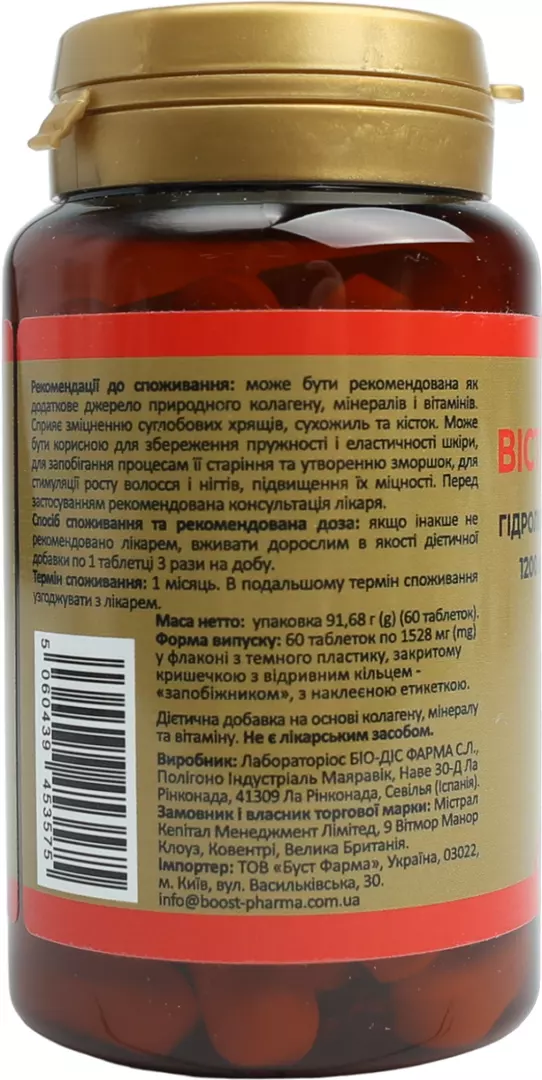 Рекомендації до споживання: може бути рекомендована як
додаткове джерело природного колагену, мінералів і вітамінів.
Сприяє зміцненню суглобових хрящів, сухожиль та кісток. Може
бути корисною для збереження пружності і еластичності шкіри,
для запобігання процесам її старіння та утворенню зморшок, для
стимуляції росту волосся і нігтів, підвищення їх міцності. Перед
застосуванням рекомендована консультація лікаря.
Спосіб споживання та рекомендована доза: якщо інакше не
рекомендовано лікарем, вживати дорослим в якості дієтичної
добавки по 1 таблетці 3 рази на добу.
Термін споживання: 1 місяць. В подальшому термін споживання
узгоджувати з лікарем.
Маса нетто: упаковка 91,68 г (g) (60 таблеток).
Форма випуску: 60 таблеток по 1528 мг (mg)
у флаконі з темного пластику, закритому
кришечкою з відривним кільцем -
«запобіжником», з наклеєною етикеткою.
Дієтична добавка на основі колагену, мінералу
та вітаміну. Не є лікарським засобом.
Виробник: Лабораторіос БІО-ДІС ФАРМА С.Л.,
Полігоно Індустріаль Маяравік, Наве 30-Д Ла
Рінконада, 41309 Ла Рінконада, Севілья (Іспанія).
Замовник і власник торгової марки: Містрал
Кепітал Менеджмент Лімітед, 9 Вітмор Манор
Клоуз, Ковентрі, Велика Британія.
Імпортер: ТОВ «Буст Фарма», Україна, 03022,
м. Київ, вул. Васильківська, 30.
info@boost-pharma.com.ua
5 060439 453575
1200